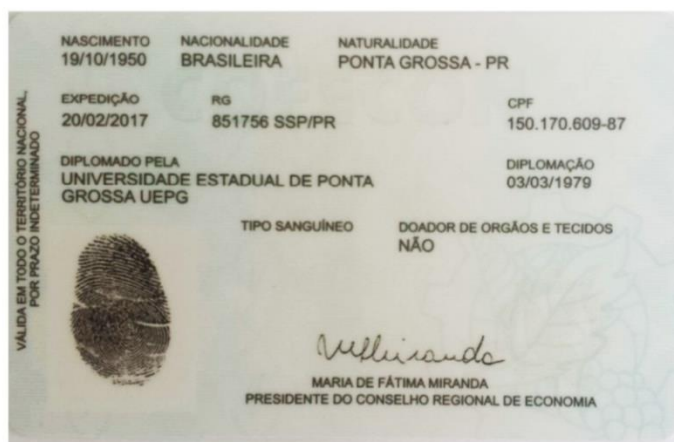 NASCIMENTO NACIONALIDADE NATURALIDADE
19/10/1950 BRASILEIRA PONTA GROSSA - PR
EXPEDIÇÃO RG CPF
20/02/2017 851756 SSP/PR 150.170.609-87
DIPLOMADO PELA DIPLOMAÇÃO
UNIVERSIDADE ESTADUAL DE PONTA 03/03/1979
GROSSA UEPG
TIPO SANGUÍNEO DOADOR DE ORGÃOS E TECIDOS
NÃO
VÁLIDA EM TODO O TERRITÓRIO NACIONAL,
POR PRAZO INDETERMINADO
MARIA DE FÁTIMA MIRANDA
PRESIDENTE DO CONSELHO REGIONAL DE ECONOMIA